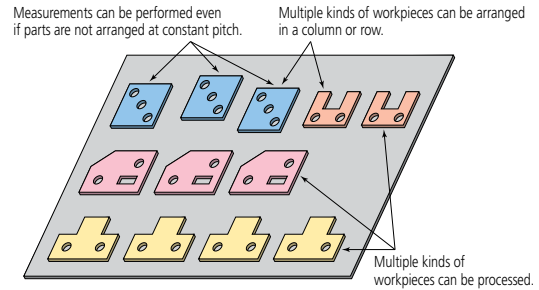 Measurements can be performed even
if parts are not arranged at constant pitch.
Multiple kinds of workpieces can be arranged
in a column or row.
Multiple kinds of
workpieces can be processed.